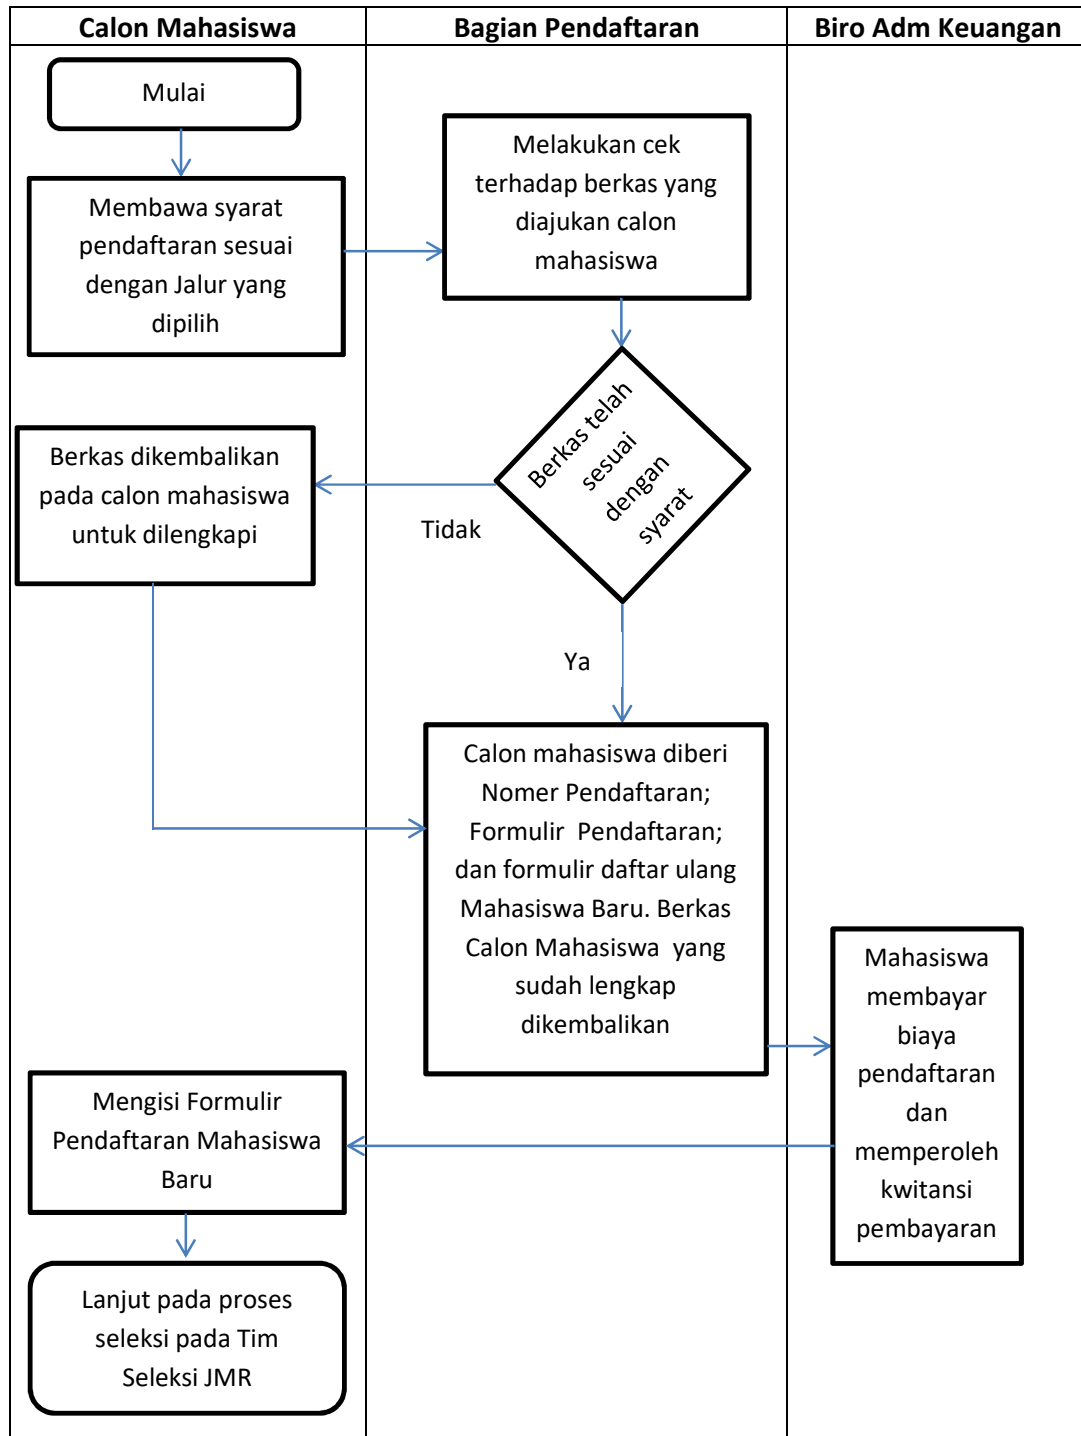 Calon Mahasiswa
Bagian Pendaftaran
Biro Adm Keuangan
Mulai
Membawa syarat
pendaftaran sesuai
dengan Jalur yang
dipilih
Melakukan cek
terhadap berkas yang
diajukan calon
mahasiswa
Berkas telah
sesuai
dengan
syarat
Tidak
Berkas dikembalikan
pada calon mahasiswa
untuk dilengkapi
Ya
Calon mahasiswa diberi
Nomer Pendaftaran;
Formulir Pendaftaran;
dan formulir daftar ulang
Mahasiswa Baru. Berkas
Calon Mahasiswa yang
sudah lengkap
dikembalikan
Mahasiswa
membayar
biaya
pendaftaran
dan
memperoleh
kwitansi
pembayaran
Mengisi Formulir
Pendaftaran Mahasiswa
Baru
Lanjut pada proses
seleksi pada Tim
Seleksi JMR